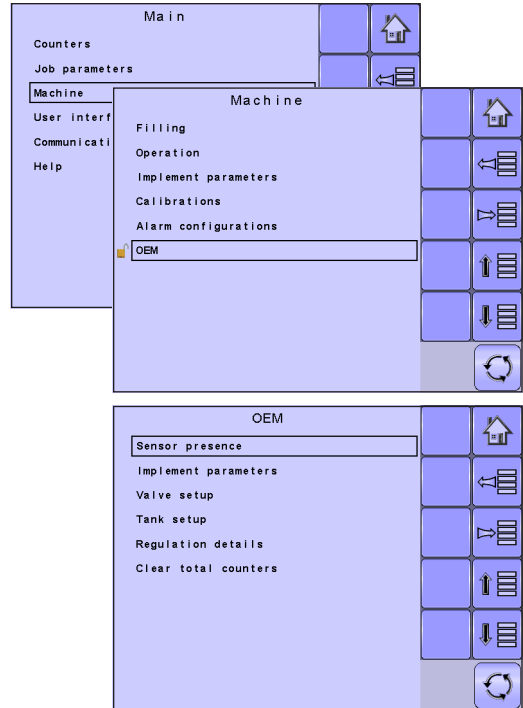 Main
Counters
Job parameters
Machine
User interf
Communicati
Help
Machine
Filling
Operation
Implement parameters
Calibrations
Alarm configurations
OEM
OEM
Sensor presence
Implement parameters
Valve setup
Tank setup
Regulation details
Clear total counters